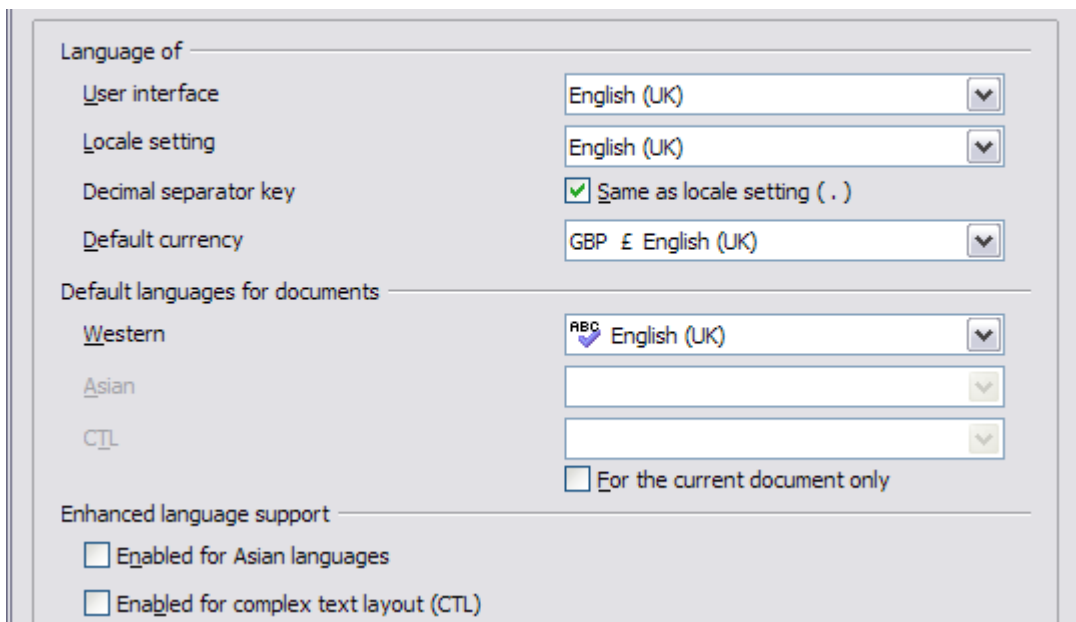 Language of
User interface English (UK)
Locale setting English (UK)
Decimal separator key Same as locale setting ( . )
Default currency GBP £ English (UK)
Default languages for documents
Western ABC English (UK)
Asian
CTL
For the current document only
Enhanced language support
Enabled for Asian languages
Enabled for complex text layout (CTL)